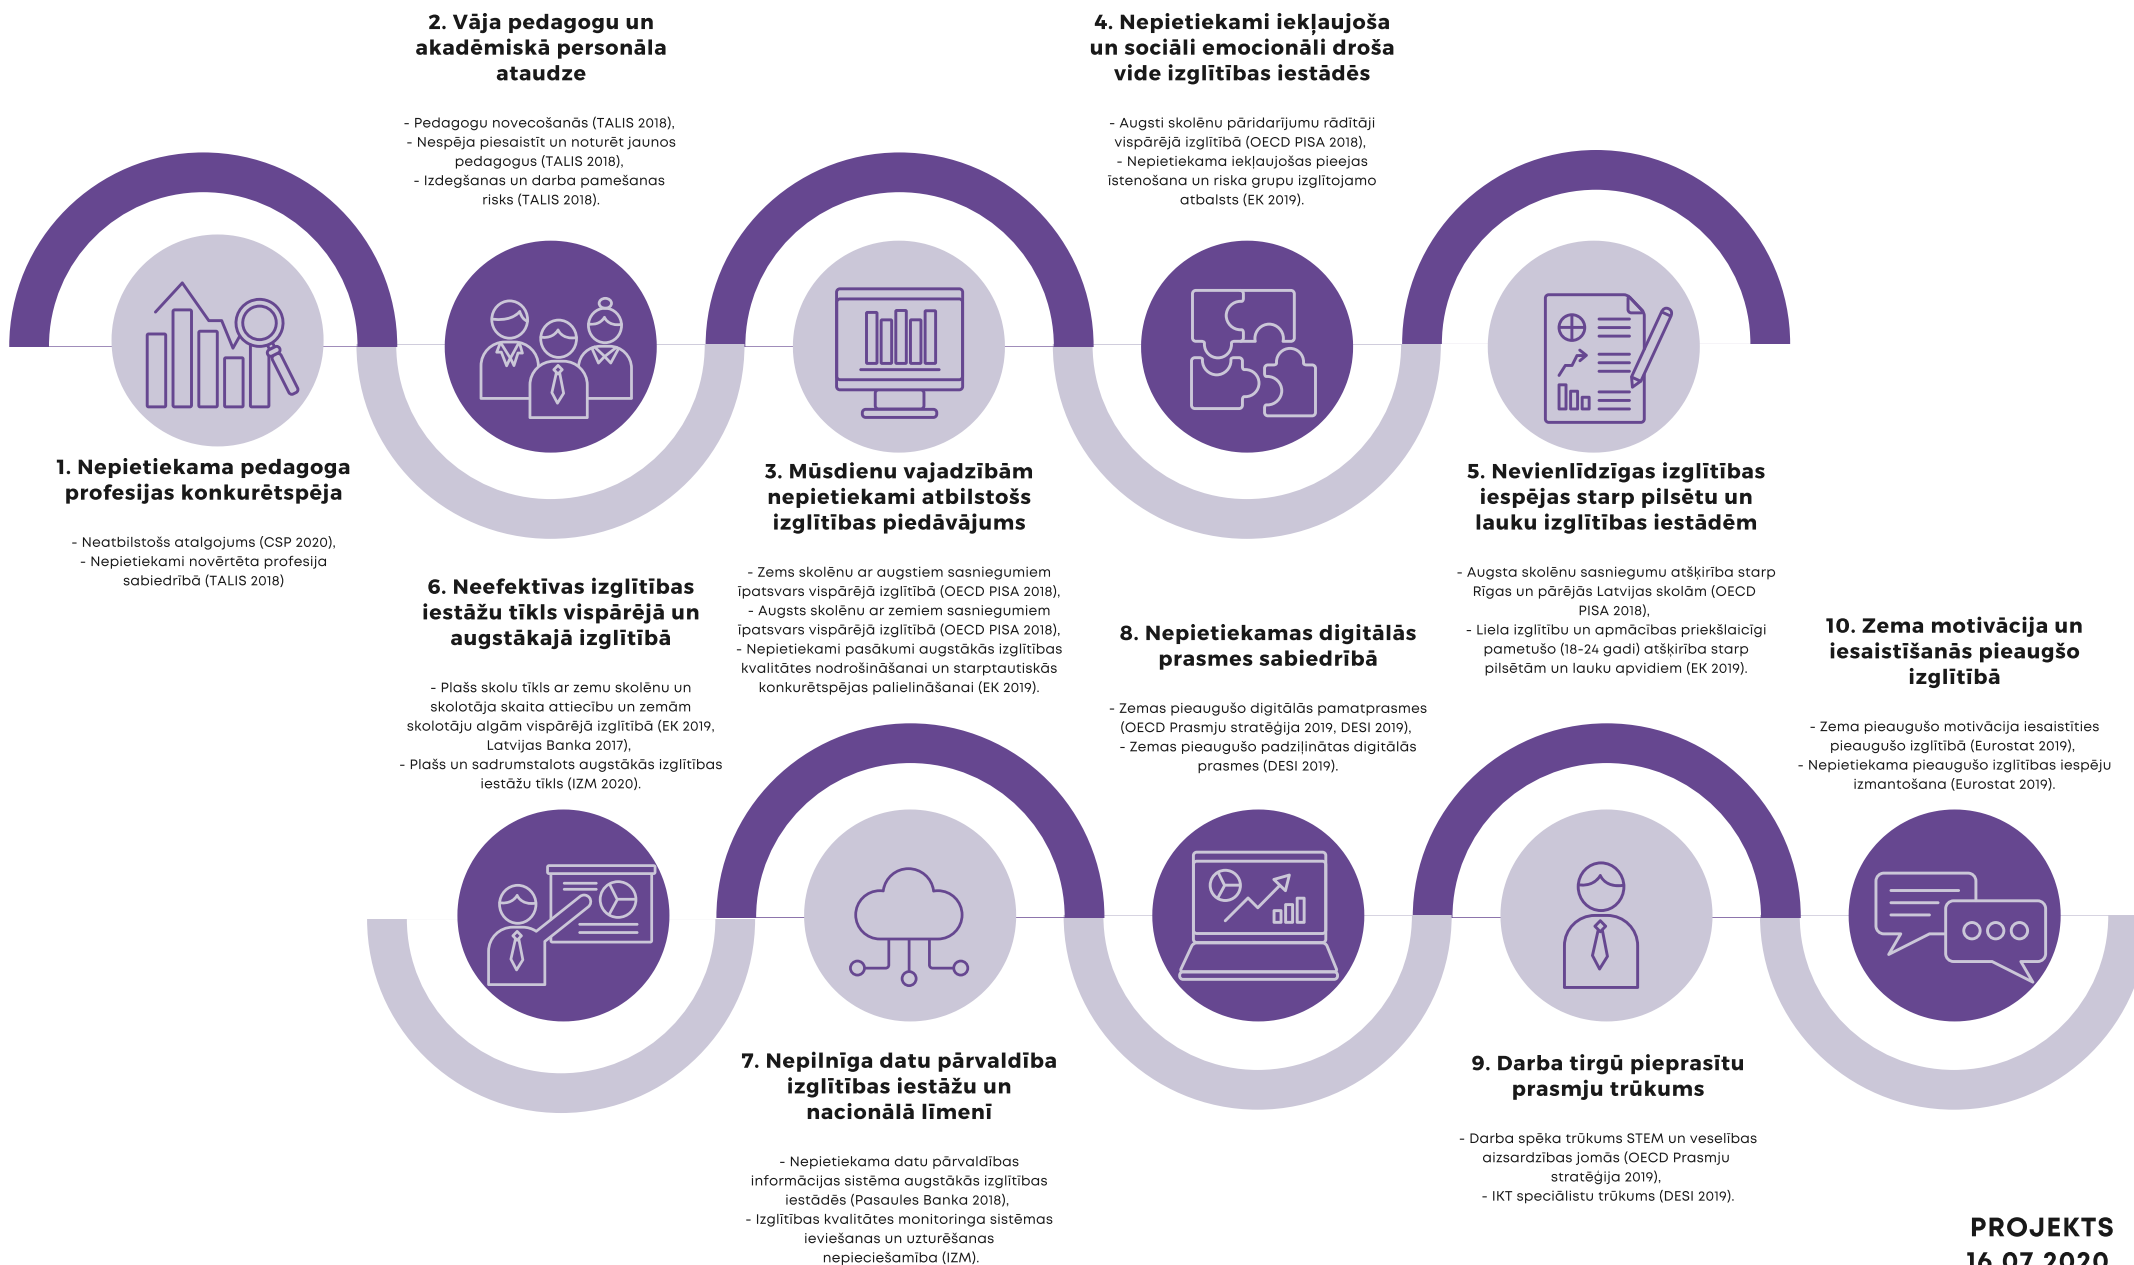 1. Nepietiekama pedagoga
profesijas konkurētspēja
- Neatbilstošs atalgojums (CSP 2020),
- Nepietiekami novērtēta profesija
sabiedrībā (TALIS 2018)
2. Vāja pedagogu un
akadēmiskā personāla
ataudze
- Pedagogu novecošanās (TALIS 2018),
- Nespēja piesaistīt un noturēt jaunos
pedagogus (TALIS 2018),
- Izdegšanas un darba pamešanas
risks (TALIS 2018).
3. Mūsdienu vajadzībām
nepietiekami atbilstošs
izglītības piedāvājums
- Zems skolēnu ar augstiem sasniegumiem
īpatsvars vispārējā izglītībā (OECD PISA 2018),
- Augsts skolēnu ar zemiem sasniegumiem
īpatsvars vispārējā izglītībā (OECD PISA 2018),
- Nepietiekami pasākumi augstākās izglītības
kvalitātes nodrošināšanai un starptautiskās
konkurētspējas palielināšanai (EK 2019).
4. Nepietiekami iekļaujoša
un sociāli emocionāli droša
vide izglītības iestādēs
- Augsti skolēnu pāridarījumu rādītāji
vispārējā izglītībā (OECD PISA 2018),
- Nepietiekama iekļaujošas pieejas
īstenošana un riska grupu izglītojamo
atbalsts (EK 2019).
5. Nevienlīdzīgas izglītības
iespējas starp pilsētu un
lauku izglītības iestādēm
- Augsta skolēnu sasniegumu atšķirība starp
Rīgas un pārējās Latvijas skolām (OECD
PISA 2018),
- Liela izglītību un apmācības priekšlaicīgi
pametušo (18-24 gadi) atšķirība starp
pilsētām un lauku apvidiem (EK 2019).
6. Neefektīvas izglītības
iestāžu tīkls vispārējā un
augstākajā izglītībā
- Plašs skolu tīkls ar zemu skolēnu un
skolotāja skaita attiecību un zemām
skolotāju algām vispārējā izglītībā (EK 2019,
Latvijas Banka 2017),
- Plašs un sadrumstalots augstākās izglītības
iestāžu tīkls (IZM 2020).
7. Nepilnīga datu pārvaldība
izglītības iestāžu un
nacionālā līmenī
- Nepietiekama datu pārvaldības
informācijas sistēma augstākās izglītības
iestādēs (Pasaules Banka 2018),
- Izglītības kvalitātes monitoringa sistēmas
ieviešanas un uzturēšanas
nepieciešamība (IZM).
8. Nepietiekamas digitālās
prasmes sabiedrībā
- Zemas pieaugušo digitālās pamatprasmes
(OECD Prasmju stratēģija 2019, DESI 2019),
- Zemas pieaugušo padziļinātas digitālās
prasmes (DESI 2019).
9. Darba tirgū pieprasītu
prasmju trūkums
- Darba spēka trūkums STEM un veselības
aizsardzības jomās (OECD Prasmju
stratēģija 2019),
- IKT speciālistu trūkums (DESI 2019).
10. Zema motivācija un
iesaistīšanās pieaugšo
izglītībā
- Zema pieaugušo motivācija iesaistīties
pieaugušo izglītībā (Eurostat 2019),
- Nepietiekama pieaugušo izglītības iespēju
izmantošana (Eurostat 2019).
PROJEKTS
16.07.2020.